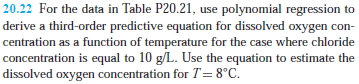 20.22 For the data in Table P20.21, use polynomial regression to
derive a third-order predictive equation for dissolved oxygen con-
centration as a function of temperature for the case where chloride
concentration is equal to 10 g/L. Use the equation to estimate the
dissolved oxygen concentration for T = 8°C.